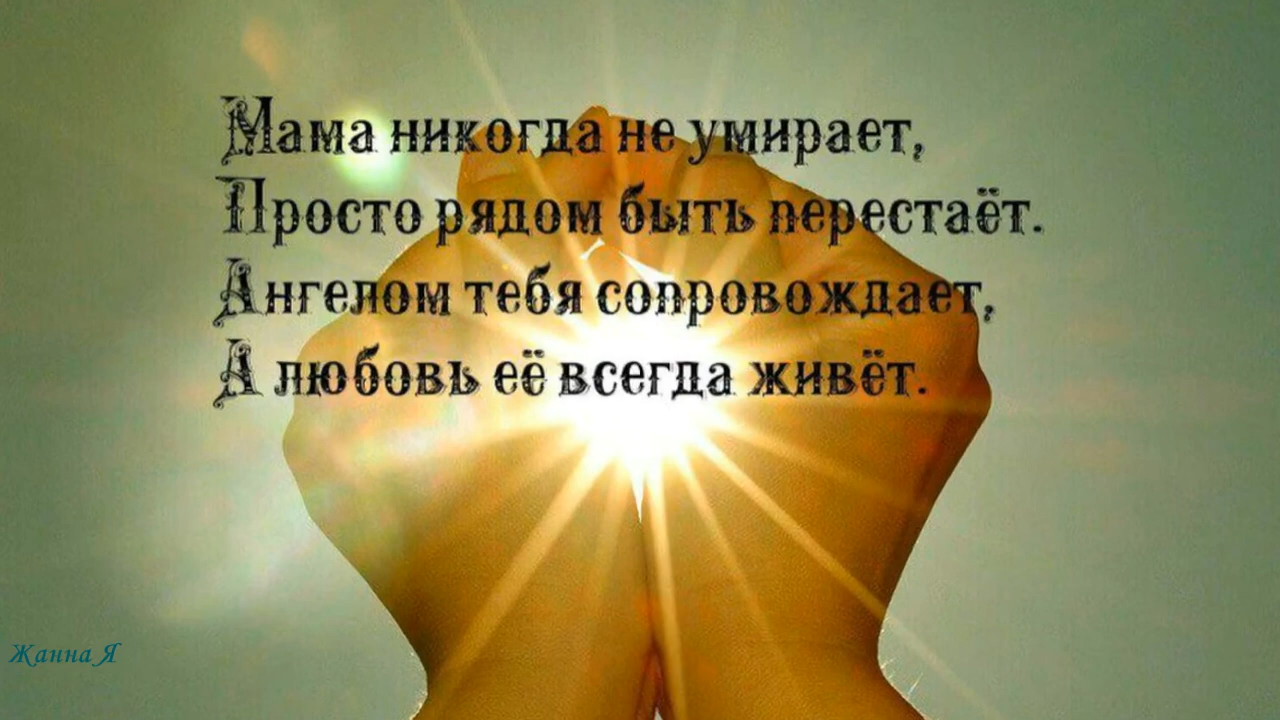 Мама никогда не умирает,
Просто рядом быть перестаёт.
Ангелом тебя сопровождает,
А любовь её всегда живёт.
Жанна Я